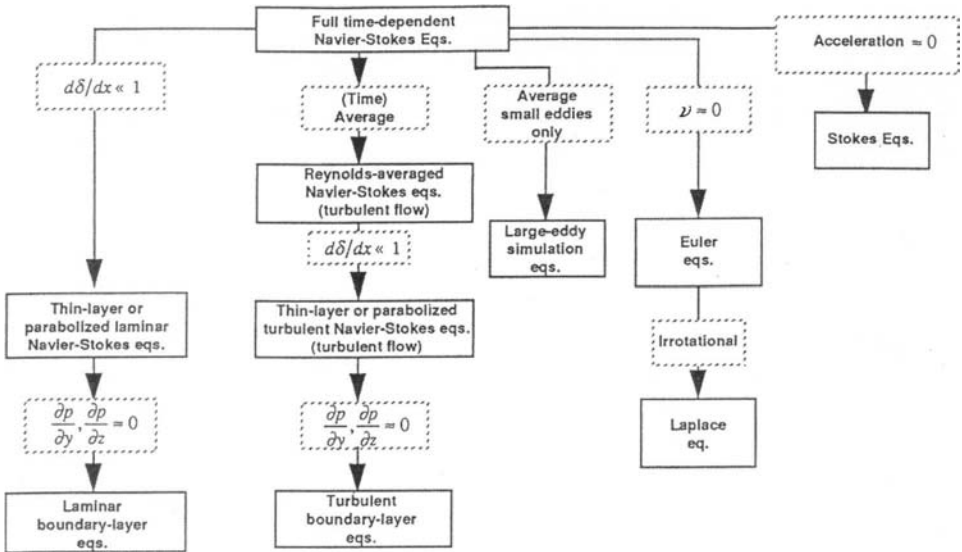 Full time-dependent
Navier-Stokes Eqs.
Acceleration ≈ 0
dδ/dx « 1
(Time)
Average
Average
small eddies
only
ν ≈ 0
Stokes Eqs.
Reynolds-averaged
Navier-Stokes eqs.
(turbulent flow)
dδ/dx « 1
Large-eddy
simulation
eqs.
Euler
eqs.
Thin-layer or
parabolized laminar
Navier-Stokes eqs.
Thin-layer or parabolized
turbulent Navier-Stokes eqs.
(turbulent flow)
Irrotational
∂p/∂y, ∂p/∂z ≈ 0
∂p/∂y, ∂p/∂z ≈ 0
Laplace
eq.
Laminar
boundary-layer
eqs.
Turbulent
boundary-layer
eqs.